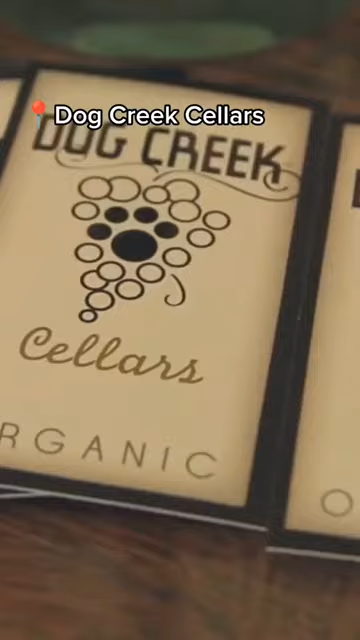 Dog Creek Cellars
DOG CREEK
Cellars
RGANIC
O